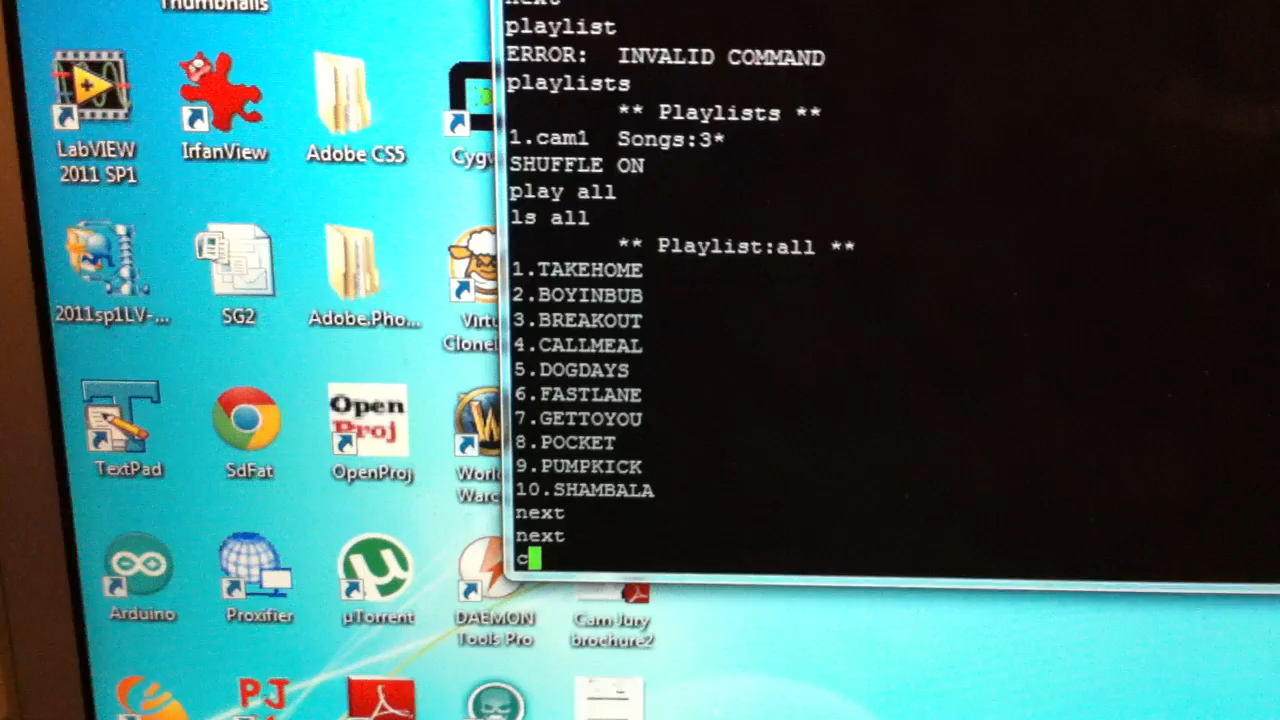 Thumbnails
LabVIEW
2011 SP1
IrfanView
Adobe CS5
2011sp1LV-...
SG2
Adobe.Pho...
TextPad
SdFat
Open
Proj
OpenProj
Arduino
Proxifier
µTorrent
DAEMON
Tools Pro
Cam Jury
brochure2
PJ
next
playlist
ERROR:  INVALID COMMAND
playlists
** Playlists **
1.cam1  Songs:3*
SHUFFLE ON
play all
ls all
** Playlist:all **
1.TAKEHOME
2.BOYINBUB
3.BREAKOUT
4.CALLMEAL
5.DOGDAYS
6.FASTLANE
7.GETTOYOU
8.POCKET
9.PUMPKICK
10.SHAMBALA
next
next
c